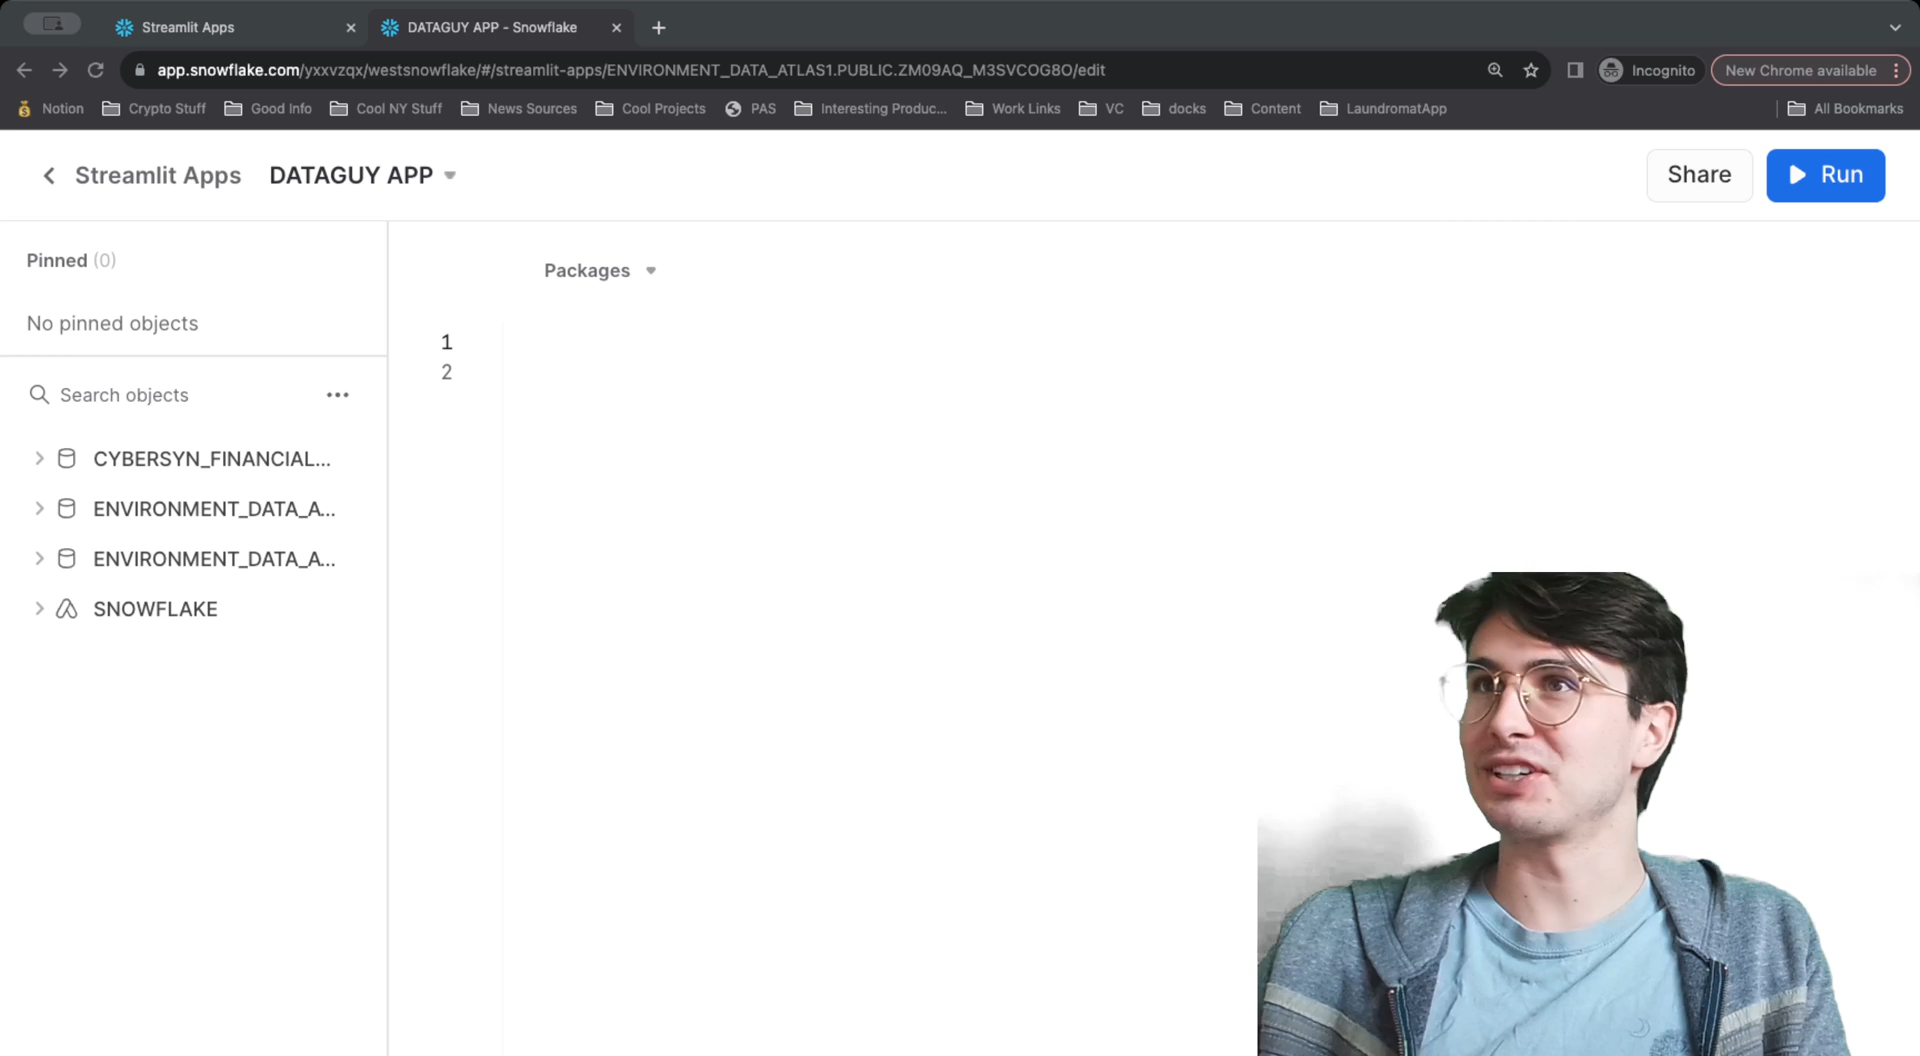 Streamlit Apps
DATAGUY APP - Snowflake
app.snowflake.com/yxxvzqx/westsnowflake/#/streamlit-apps/ENVIRONMENT_DATA_ATLAS1.PUBLIC.ZM09AQ_M3SVCOG8O/edit
Incognito
New Chrome available
Notion
Crypto Stuff
Good Info
Cool NY Stuff
News Sources
Cool Projects
PAS
Interesting Produc...
Work Links
VC
docks
Content
LaundromatApp
All Bookmarks
Streamlit Apps
DATAGUY APP
Share
Run
Pinned (0)
No pinned objects
Search objects
CYBERSYN_FINANCIAL...
ENVIRONMENT_DATA_A...
ENVIRONMENT_DATA_A...
SNOWFLAKE
Packages
1
2